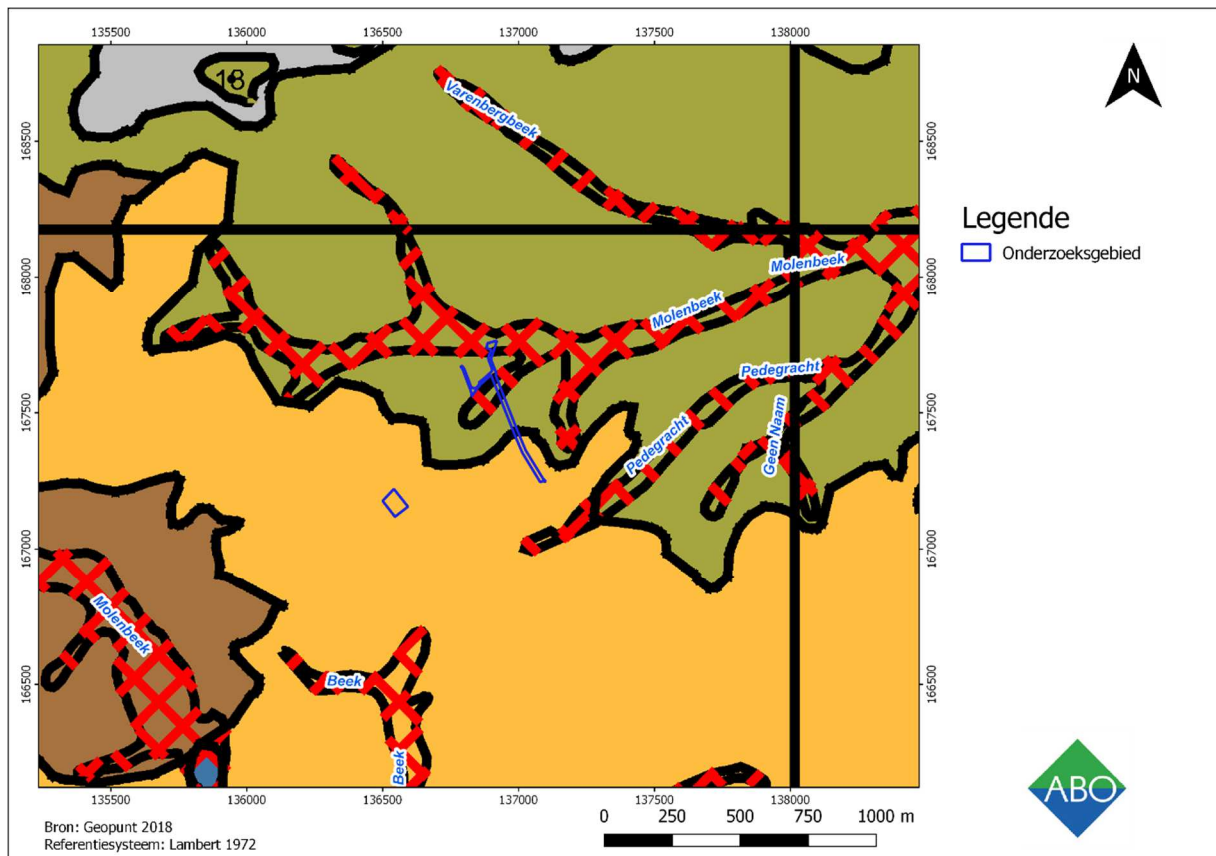 135500 136000 136500 137000 137500 138000
N
18
Varenbergbeek
168500 168500
Legende
Onderzoeksgebied
Molenbeek
168000 168000
Molenbeek
Pedegracht
167500 167500
Geen Naam
Pedegracht
167000 167000
Molenbeek
Beek
166500 166500
Beek
135500 136000 136500 137000 137500 138000
ABO
Bron: Geopunt 2018
Referentiesysteem: Lambert 1972
0 250 500 750 1000 m